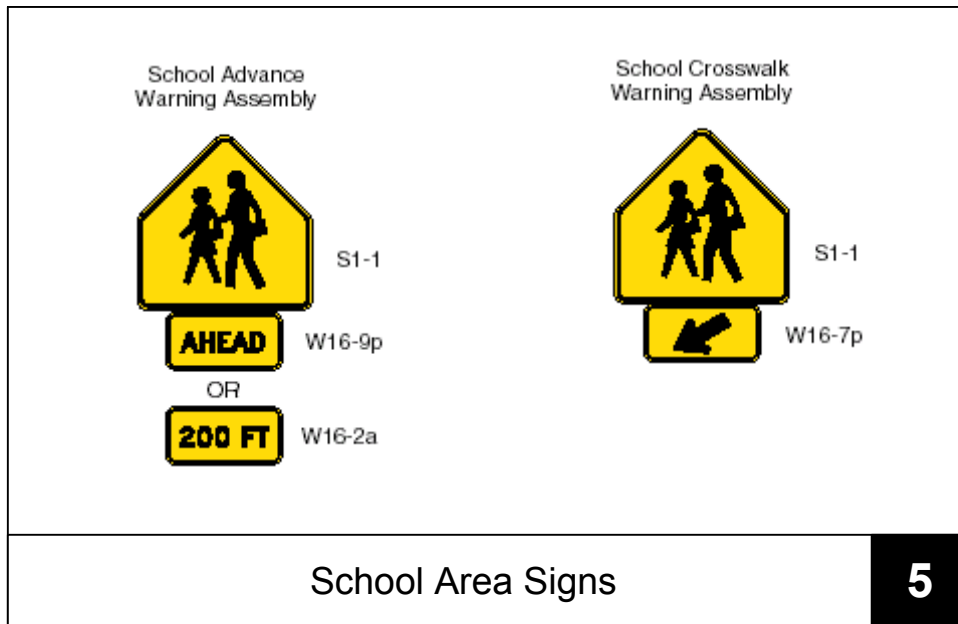 School Advance
Warning Assembly
S1-1
AHEAD
W16-9p
OR
200 FT
W16-2a
School Crosswalk
Warning Assembly
S1-1
W16-7p
School Area Signs
5